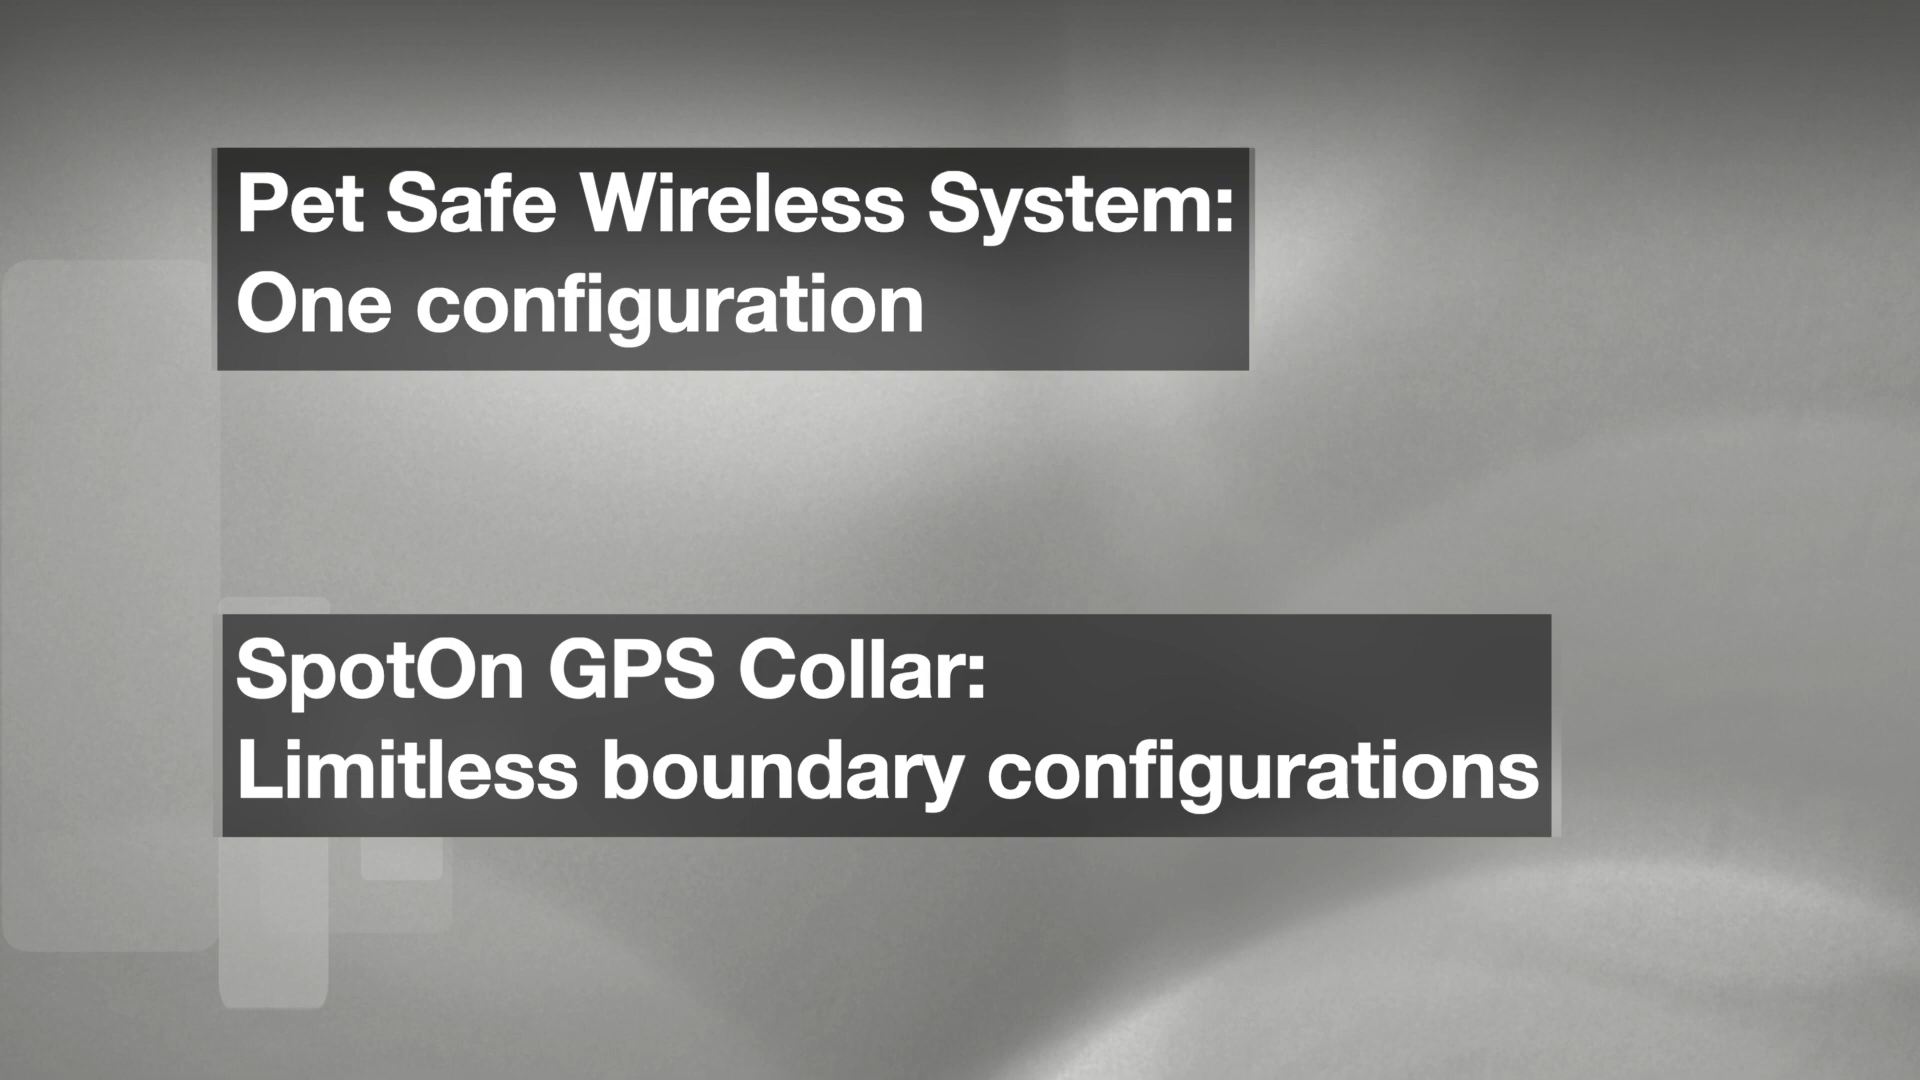 Pet Safe Wireless System:
One configuration
SpotOn GPS Collar:
Limitless boundary configurations